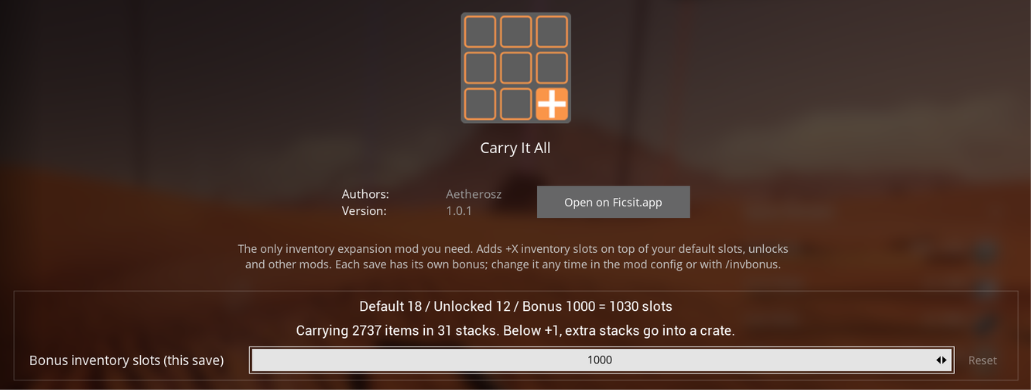 Carry It All
Authors: Aetherosz
Version: 1.0.1
Open on Ficsit.app
The only inventory expansion mod you need. Adds +X inventory slots on top of your default slots, unlocks
and other mods. Each save has its own bonus; change it any time in the mod config or with /invbonus.
Default 18 / Unlocked 12 / Bonus 1000 = 1030 slots
Carrying 2737 items in 31 stacks. Below +1, extra stacks go into a crate.
Bonus inventory slots (this save) 1000 Reset